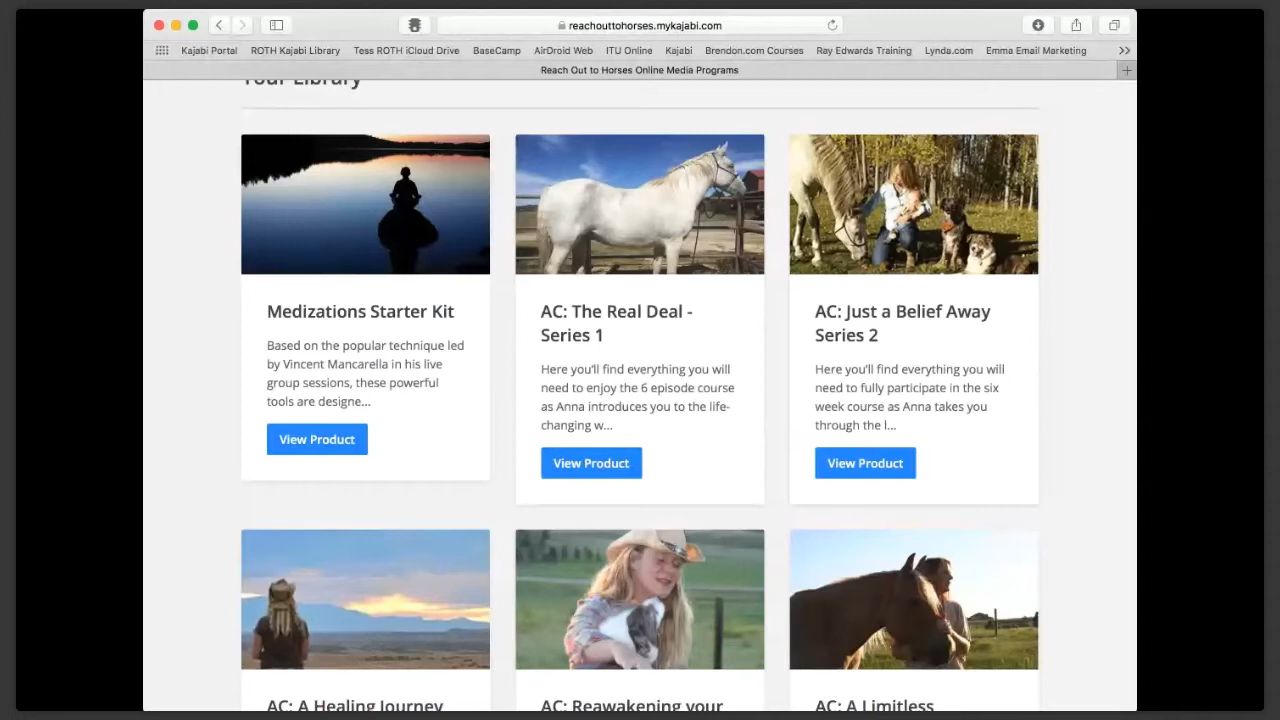 reachouttohorses.mykajabi.com
Kajabi Portal ROTH Kajabi Library Tess ROTH iCloud Drive BaseCamp AirDroid Web ITU Online Kajabi Brendon.com Courses Ray Edwards Training Lynda.com Emma Email Marketing
Reach Out to Horses Online Media Programs
Your Library
Medizations Starter Kit
Based on the popular technique led
by Vincent Mancarella in his live
group sessions, these powerful
tools are designe...
View Product
AC: The Real Deal -
Series 1
Here you'll find everything you will
need to enjoy the 6 episode course
as Anna introduces you to the life-
changing w...
View Product
AC: Just a Belief Away
Series 2
Here you'll find everything you will
need to fully participate in the six
week course as Anna takes you
through the l...
View Product
AC: A Healing Journey
AC: Reawakening your
AC: A Limitless